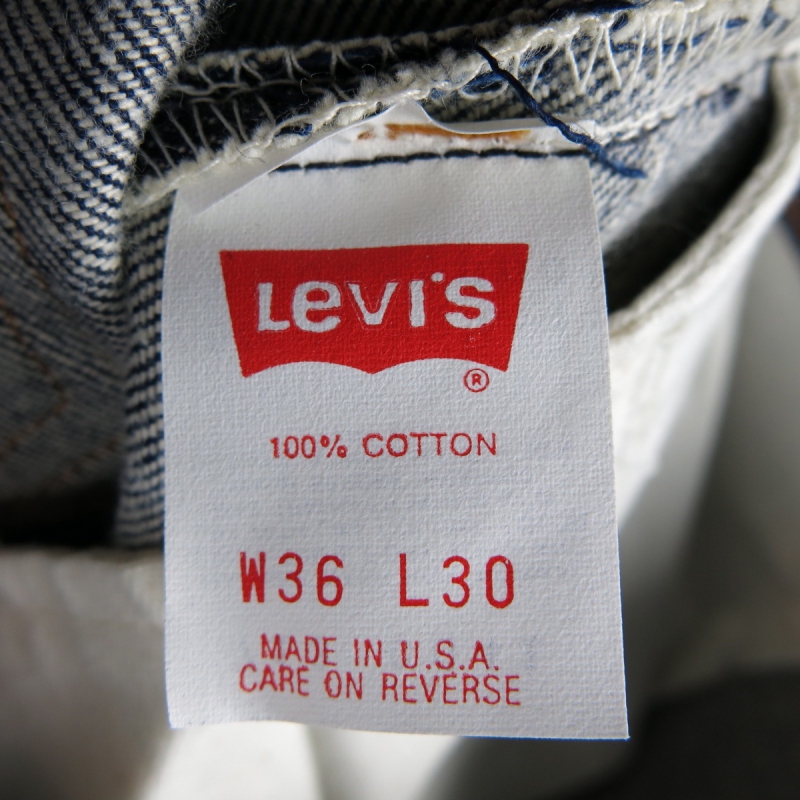 Levi's
®
100% COTTON
W36 L30
MADE IN U.S.A.
CARE ON REVERSE